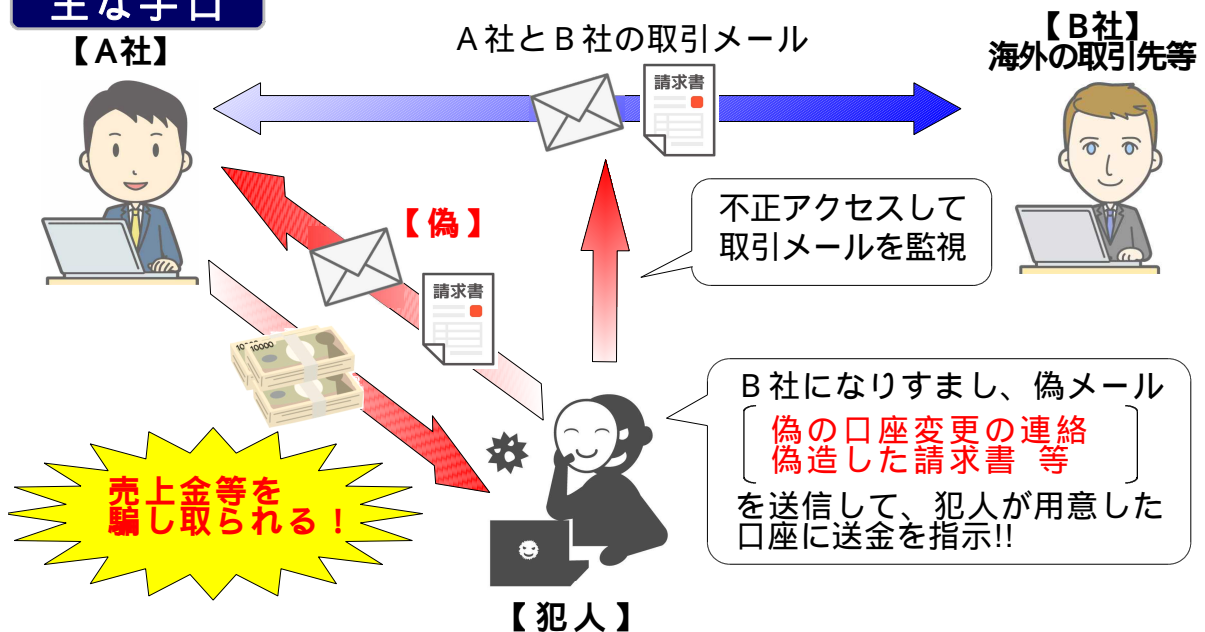 主な手口
【A社】
A社とB社の取引メール
【B社】
海外の取引先等
請求書
【偽】
請求書
不正アクセスして
取引メールを監視
10000
10000
B社になりすまし、偽メール
偽の口座変更の連絡
偽造した請求書 等
を送信して、犯人が用意した
口座に送金を指示!!
売上金等を
騙し取られる！
【犯人】